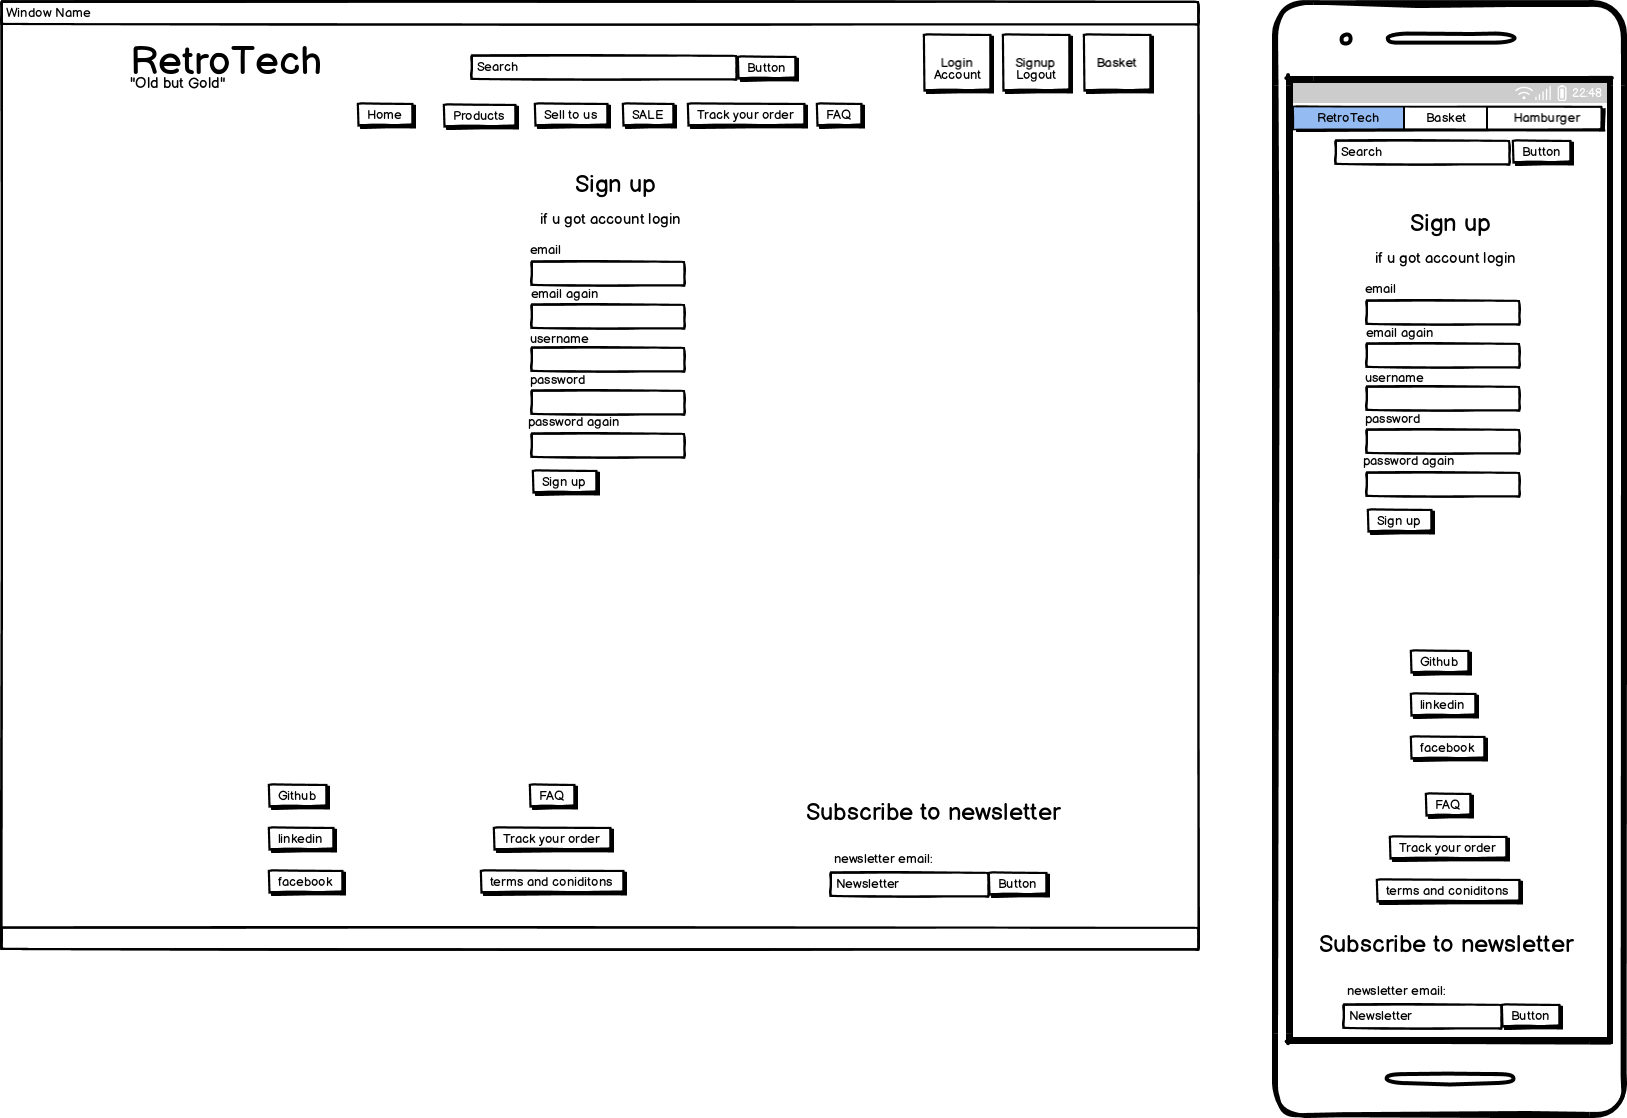 Window Name
RetroTech
"Old but Gold"
Search
Button
Login
Account
Signup
Logout
Basket
Home
Products
Sell to us
SALE
Track your order
FAQ
Sign up
if u got account login
email
email again
username
password
password again
Sign up
Github
linkedin
facebook
FAQ
Track your order
terms and coniditons
Subscribe to newsletter
newsletter email:
Newsletter
Button
22:48
RetroTech
Basket
Hamburger
Search
Button
Sign up
if u got account login
email
email again
username
password
password again
Sign up
Github
linkedin
facebook
FAQ
Track your order
terms and coniditons
Subscribe to newsletter
newsletter email:
Newsletter
Button